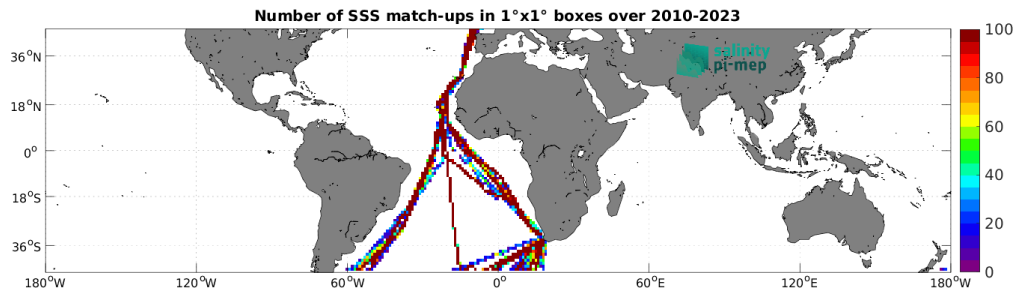 Number of SSS match-ups in 1°x1° boxes over 2010-2023
salinity
pi-mep
36°N
18°N
0°
18°S
36°S
180°W
120°W
60°W
0°
60°E
120°E
180°W
100
80
60
40
20
0